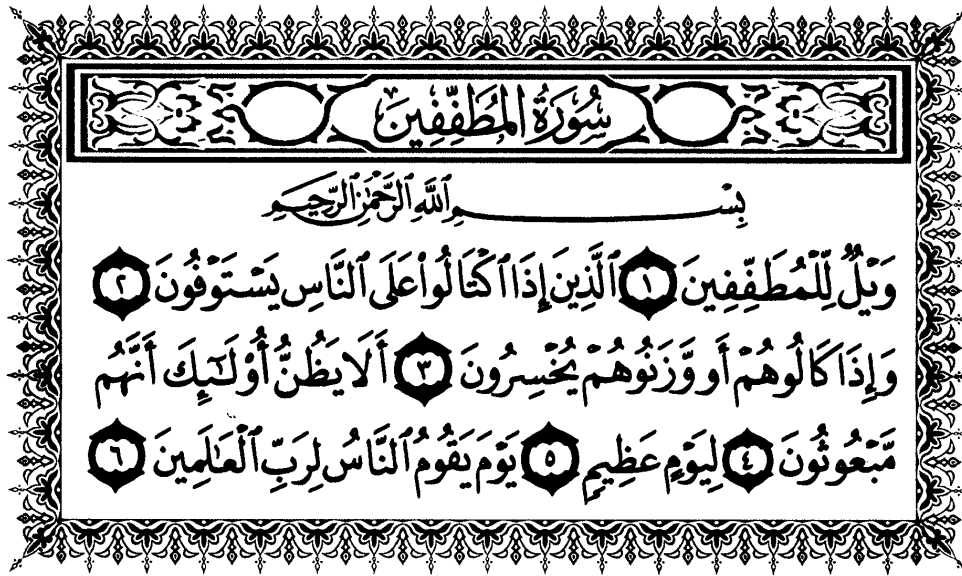 سُورَةُ المُطَفِّفِينَ
بِسْمِ ٱللَّهِ ٱلرَّحْمَٰنِ ٱلرَّحِيمِ
وَيْلٌ لِّلْمُطَفِّفِينَ ١ ٱلَّذِينَ إِذَا ٱكْتَالُوا۟ عَلَى ٱلنَّاسِ يَسْتَوْفُونَ ٢
وَإِذَا كَالُوهُمْ أَو وَّزَنُوهُمْ يُخْسِرُونَ ٣ أَلَا يَظُنُّ أُو۟لَٰٓئِكَ أَنَّهُم
مَّبْعُوثُونَ ٤ لِيَوْمٍ عَظِيمٍ ٥ يَوْمَ يَقُومُ ٱلنَّاسُ لِرَبِّ ٱلْعَٰلَمِينَ ٦